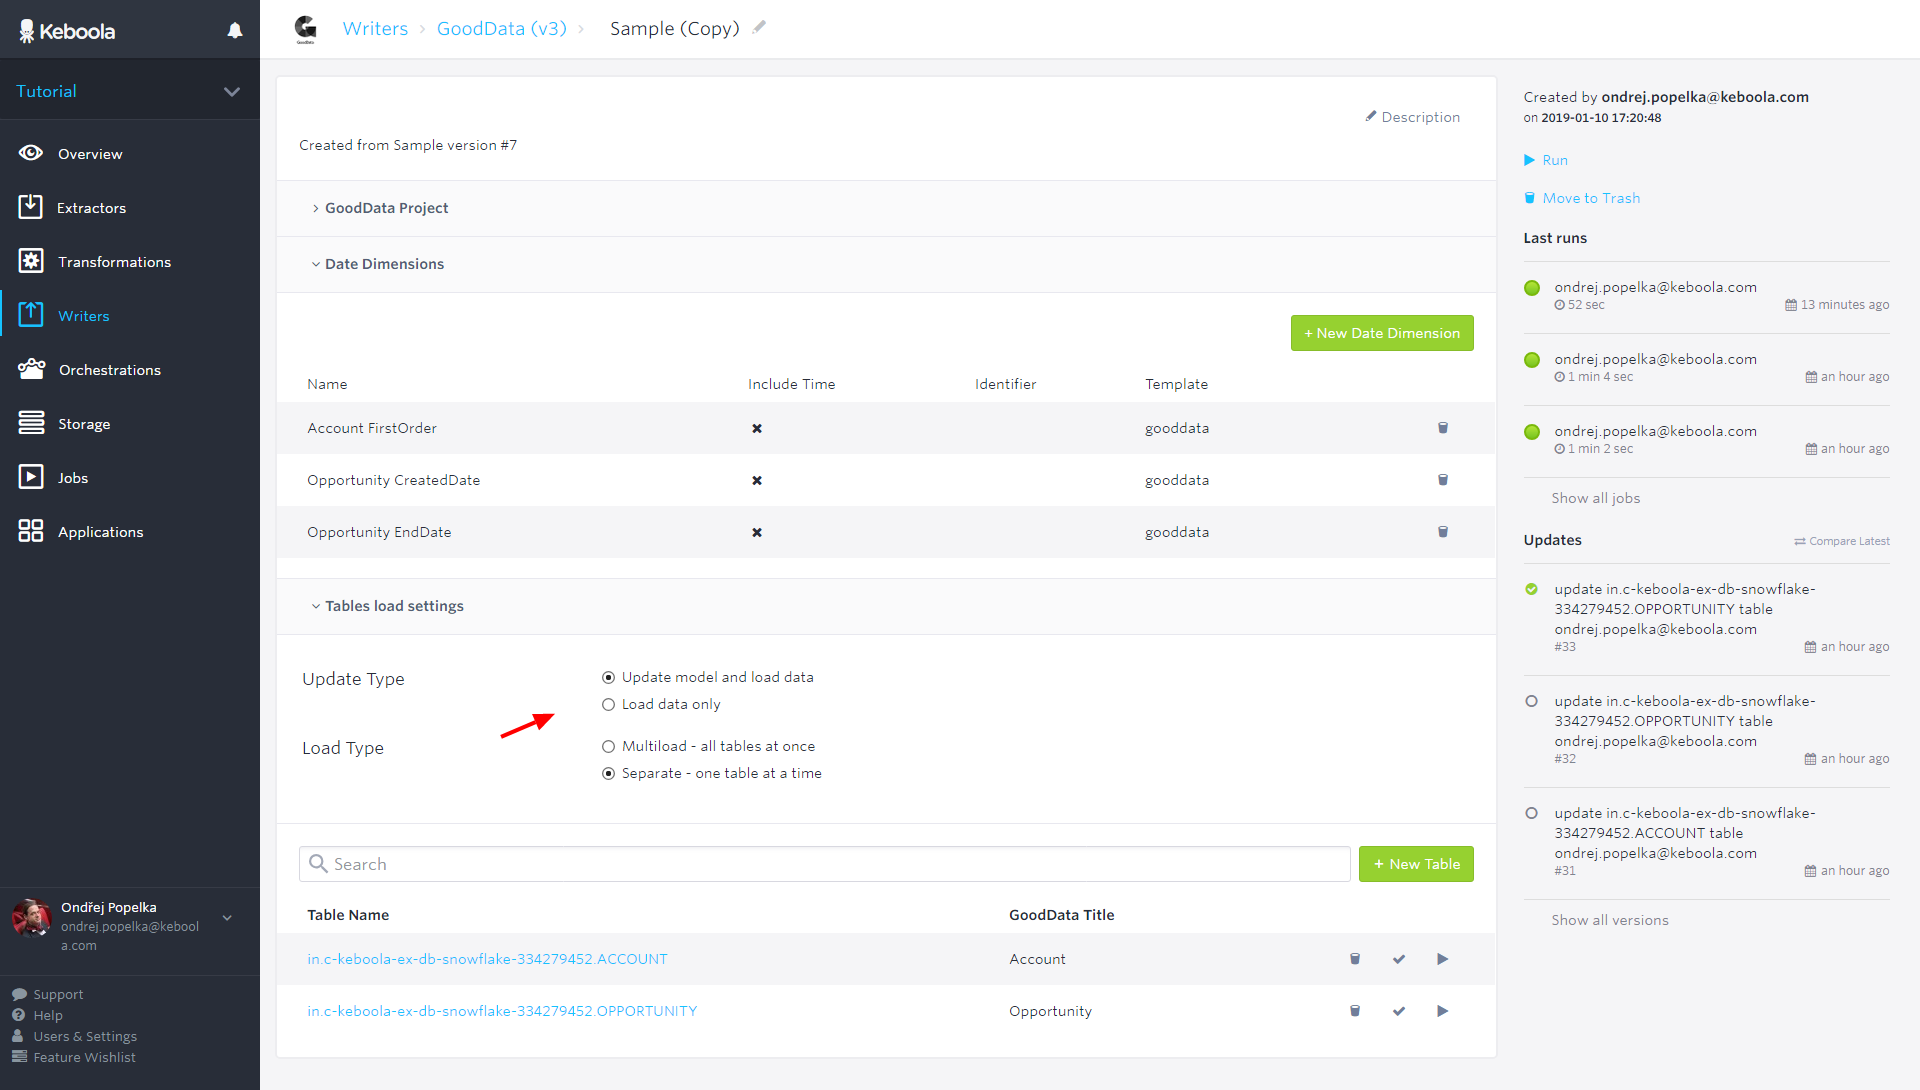 Keboola
Tutorial
Overview
Extractors
Transformations
Writers
Orchestrations
Storage
Jobs
Applications
Ondřej Popelka
ondrej.popelka@kebool
a.com
Support
Help
Users & Settings
Feature Wishlist
GoodData
Writers › GoodData (v3) › Sample (Copy)
Description
Created from Sample version #7
GoodData Project
Date Dimensions
+ New Date Dimension
Name Include Time Identifier Template
Account FirstOrder gooddata
Opportunity CreatedDate gooddata
Opportunity EndDate gooddata
Tables load settings
Update Type
Update model and load data
Load data only
Load Type
Multiload - all tables at once
Separate - one table at a time
Search
+ New Table
Table Name GoodData Title
in.c-keboola-ex-db-snowflake-334279452.ACCOUNT Account
in.c-keboola-ex-db-snowflake-334279452.OPPORTUNITY Opportunity
Created by ondrej.popelka@keboola.com
on 2019-01-10 17:20:48
Run
Move to Trash
Last runs
ondrej.popelka@keboola.com
52 sec 13 minutes ago
ondrej.popelka@keboola.com
1 min 4 sec an hour ago
ondrej.popelka@keboola.com
1 min 2 sec an hour ago
Show all jobs
Updates Compare Latest
update in.c-keboola-ex-db-snowflake-
334279452.OPPORTUNITY table
ondrej.popelka@keboola.com
#33 an hour ago
update in.c-keboola-ex-db-snowflake-
334279452.OPPORTUNITY table
ondrej.popelka@keboola.com
#32 an hour ago
update in.c-keboola-ex-db-snowflake-
334279452.ACCOUNT table
ondrej.popelka@keboola.com
#31 an hour ago
Show all versions